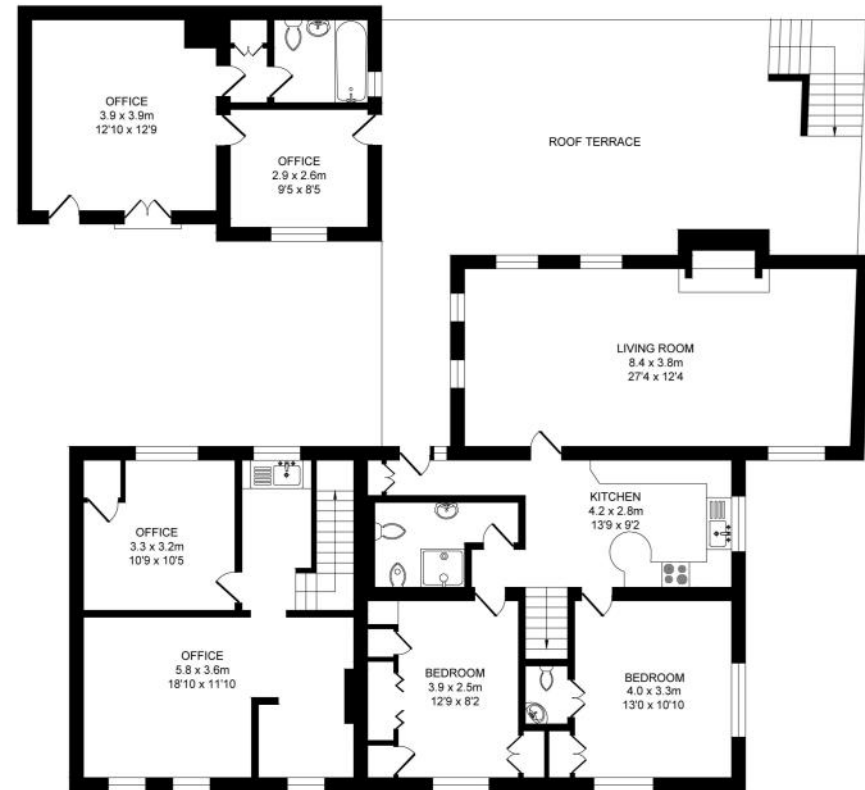 OFFICE
3.9 x 3.9m
12'10 x 12'9
OFFICE
2.9 x 2.6m
9'5 x 8'5
ROOF TERRACE
LIVING ROOM
8.4 x 3.8m
27'4 x 12'4
OFFICE
3.3 x 3.2m
10'9 x 10'5
KITCHEN
4.2 x 2.8m
13'9 x 9'2
OFFICE
5.8 x 3.6m
18'10 x 11'10
BEDROOM
3.9 x 2.5m
12'9 x 8'2
BEDROOM
4.0 x 3.3m
13'0 x 10'10